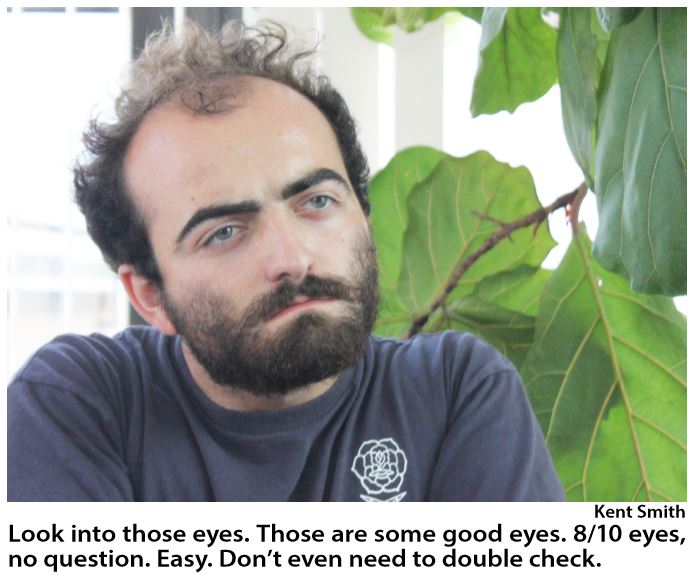 Kent Smith
Look into those eyes. Those are some good eyes. 8/10 eyes,
no question. Easy. Don’t even need to double check.